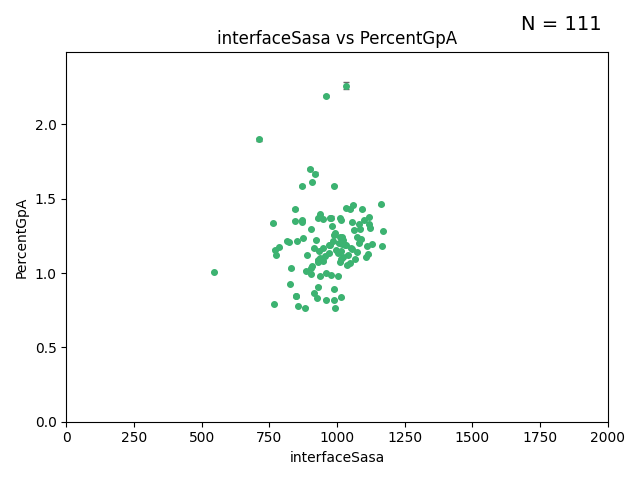 N = 111
interfaceSasa vs PercentGpA
PercentGpA
2.0
1.5
1.0
0.5
0.0
0 250 500 750 1000 1250 1500 1750 2000
interfaceSasa